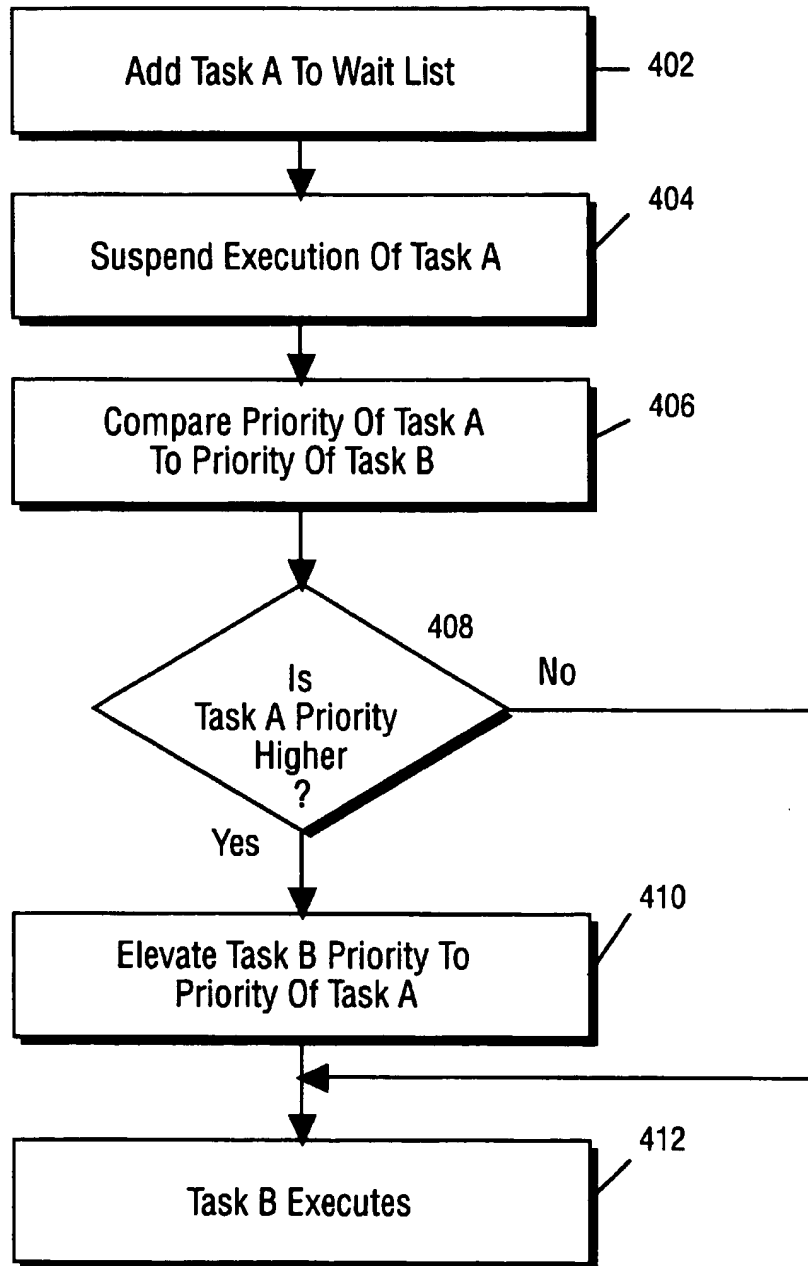 Add Task A To Wait List
402
404
Suspend Execution Of Task A
Compare Priority Of Task A
To Priority Of Task B
406
408
Is
Task A Priority
Higher
?
No
Yes
410
Elevate Task B Priority To
Priority Of Task A
412
Task B Executes